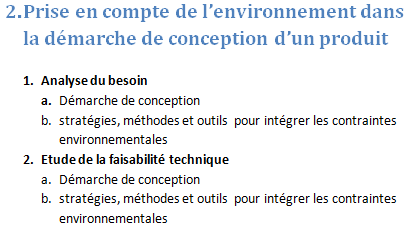 2.Prise en compte de l’environnement dans
la démarche de conception d’un produit
1. Analyse du besoin
a. Démarche de conception
b. stratégies, méthodes et outils pour intégrer les contraintes
environnementales
2. Etude de la faisabilité technique
a. Démarche de conception
b. stratégies, méthodes et outils pour intégrer les contraintes
environnementales